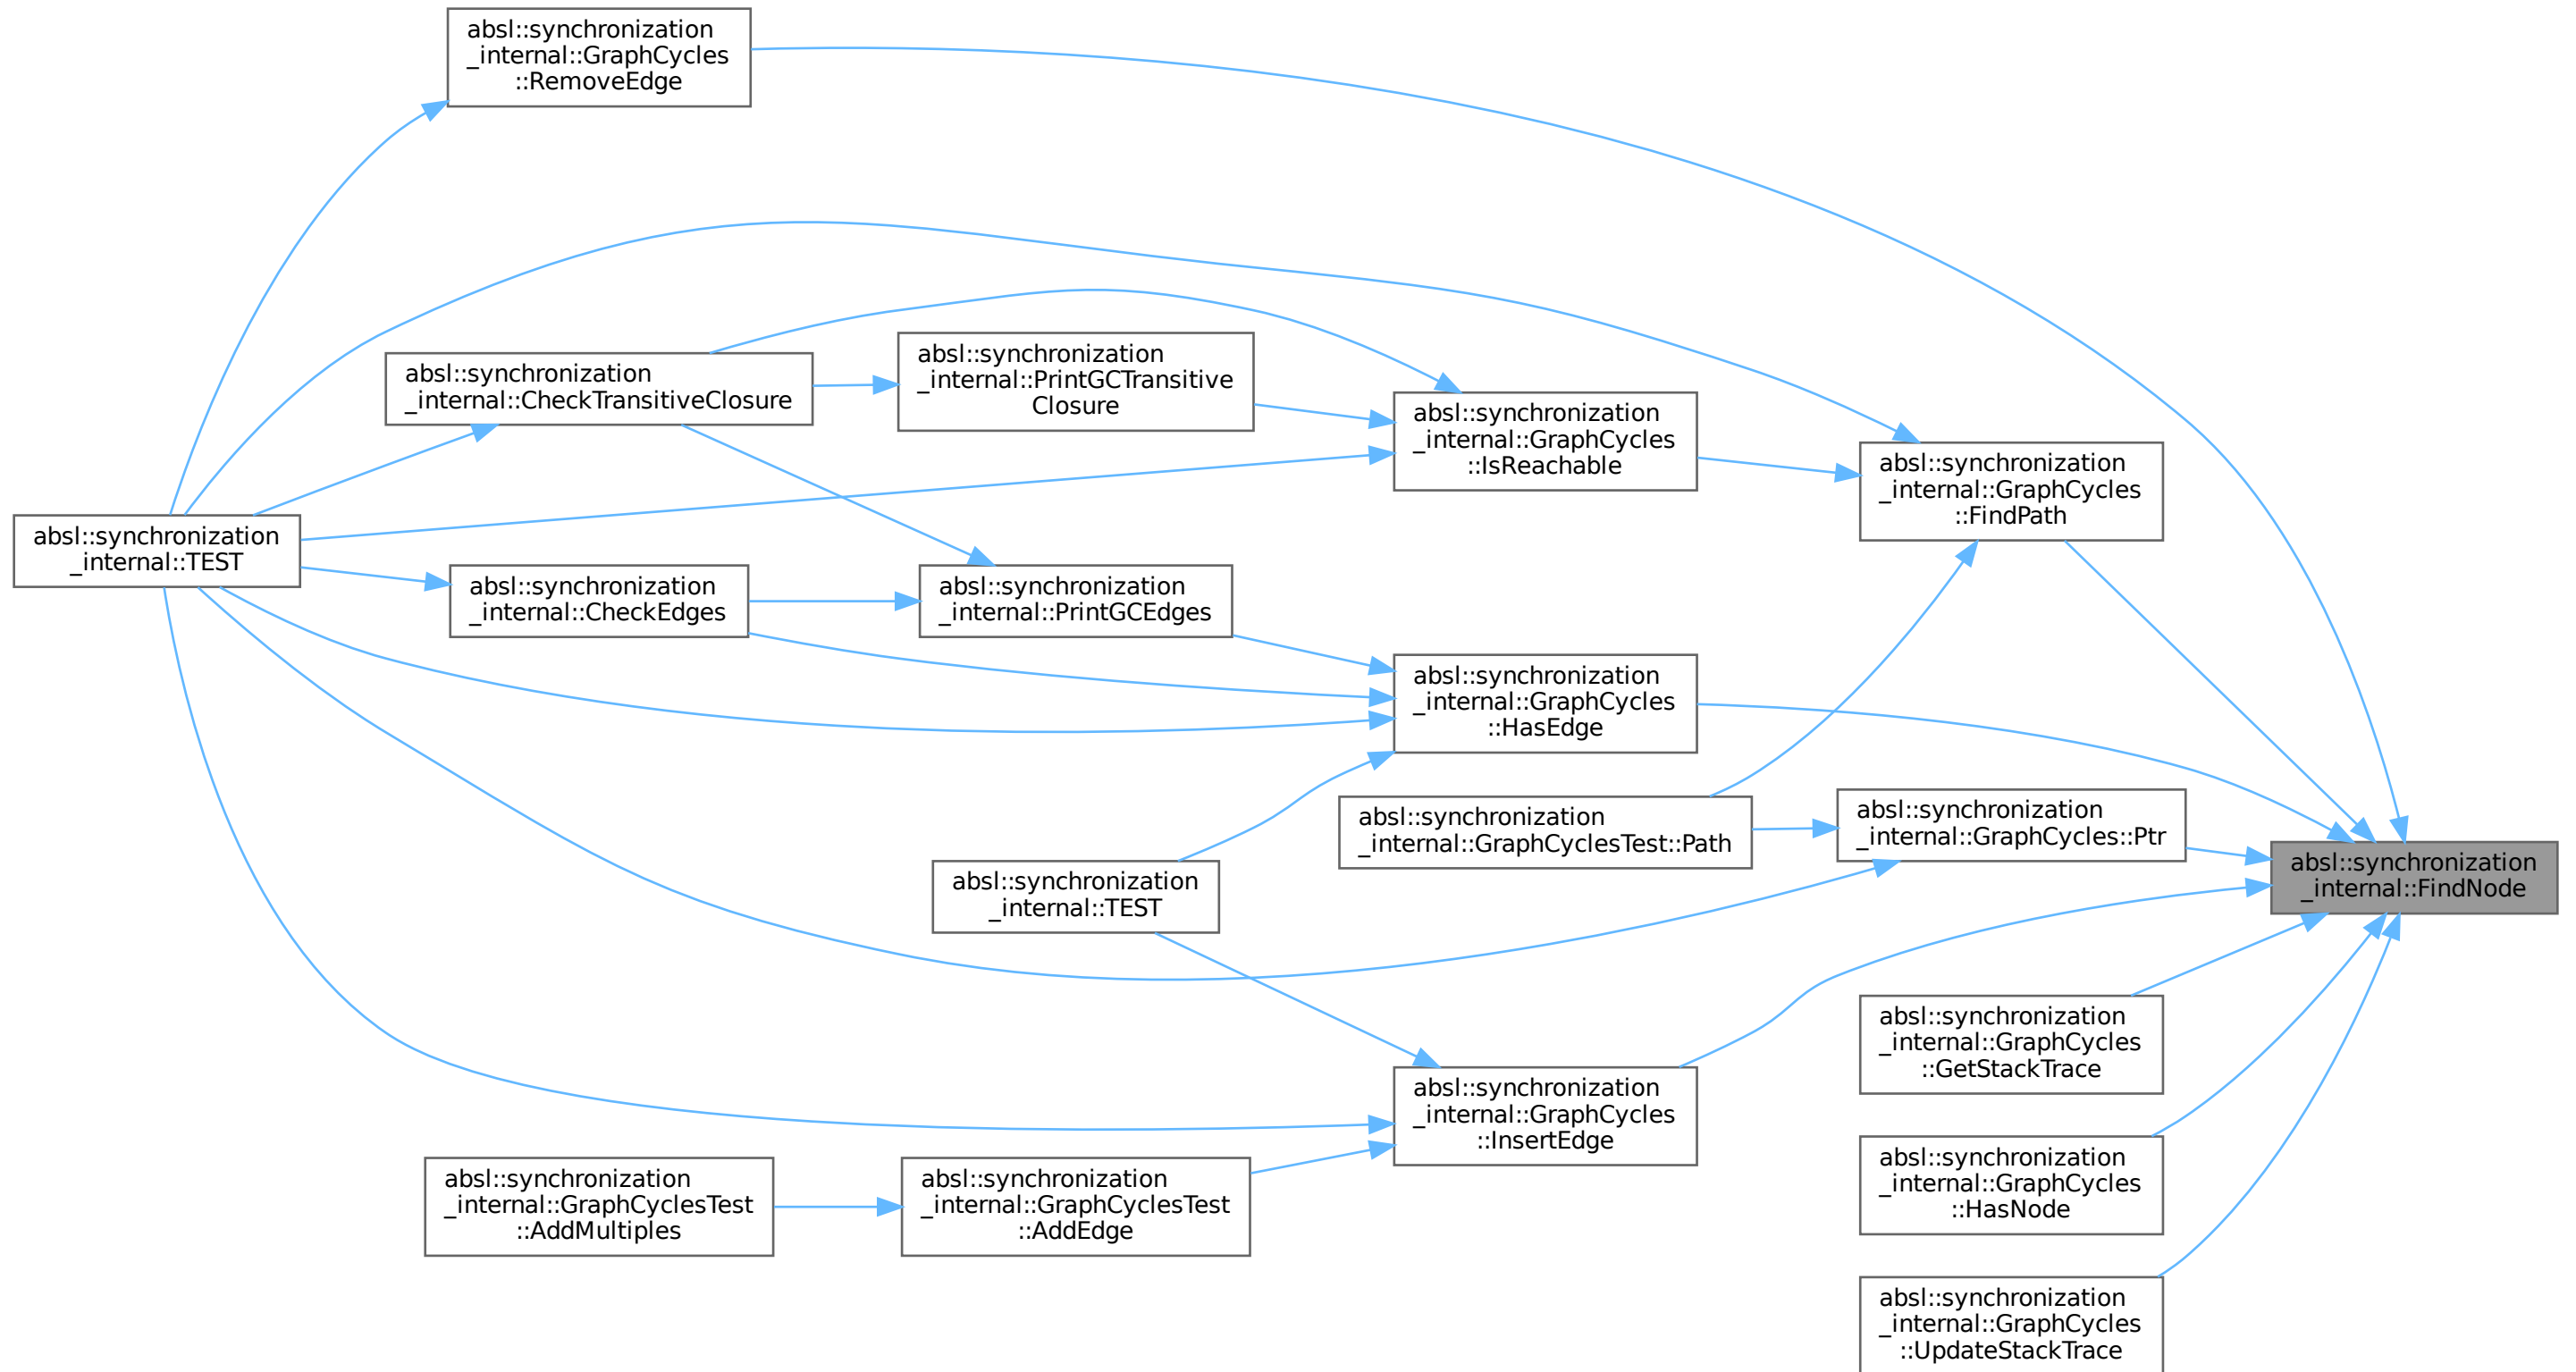 absl::synchronization
_internal::GraphCycles
::RemoveEdge
absl::synchronization
_internal::PrintGCTransitive
Closure
absl::synchronization
_internal::CheckTransitiveClosure
absl::synchronization
_internal::GraphCycles
::IsReachable
absl::synchronization
_internal::GraphCycles
::FindPath
absl::synchronization
_internal::TEST
absl::synchronization
_internal::CheckEdges
absl::synchronization
_internal::PrintGCEdges
absl::synchronization
_internal::GraphCycles
::HasEdge
absl::synchronization
_internal::GraphCyclesTest::Path
absl::synchronization
_internal::GraphCycles::Ptr
absl::synchronization
_internal::FindNode
absl::synchronization
_internal::TEST
absl::synchronization
_internal::GraphCycles
::GetStackTrace
absl::synchronization
_internal::GraphCycles
::InsertEdge
absl::synchronization
_internal::GraphCycles
::HasNode
absl::synchronization
_internal::GraphCyclesTest
::AddMultiples
absl::synchronization
_internal::GraphCyclesTest
::AddEdge
absl::synchronization
_internal::GraphCycles
::UpdateStackTrace